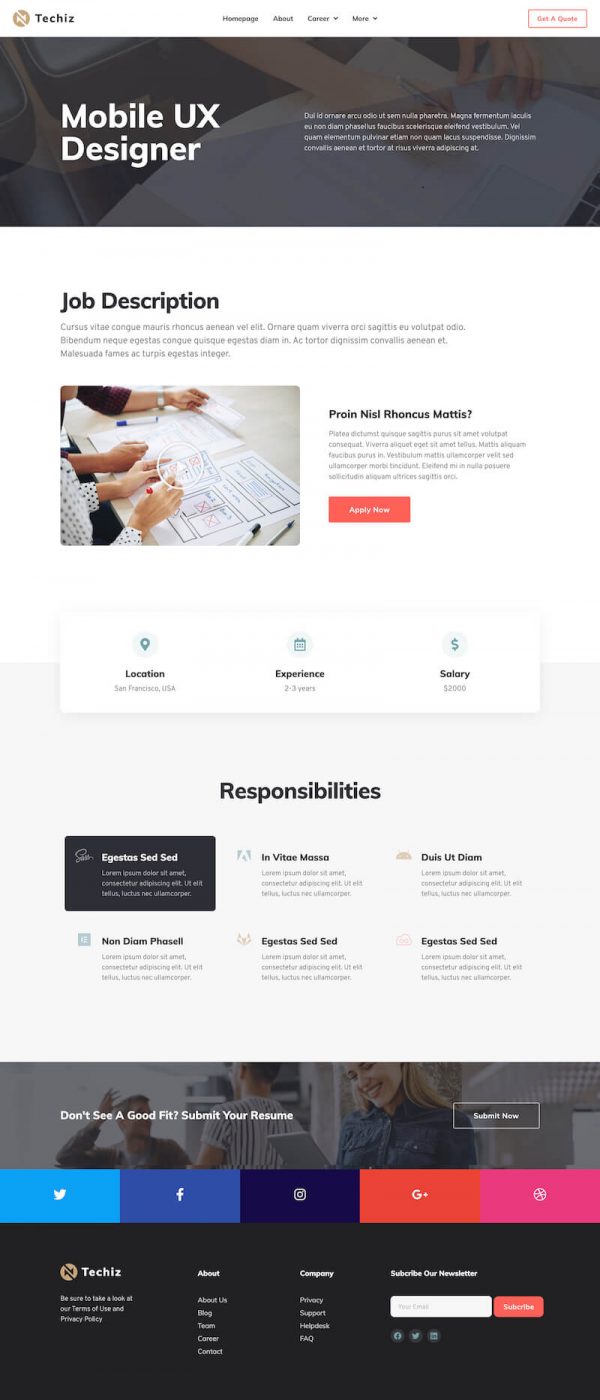 Techiz
Homepage
About
Career
More
Get A Quote
Mobile UX
Designer
Dui id ornare arcu odio ut sem nulla pharetra. Magna fermentum iaculis
eu non diam phasellus faucibus scelerisque eleifend vestibulum. Vel
quam elementum pulvinar etiam non quam lacus suspendisse. Dignissim
convallis aenean et tortor at risus viverra adipiscing at.
Job Description
Cursus vitae congue mauris rhoncus aenean vel elit. Ornare quam viverra orci sagittis eu volutpat odio.
Bibendum neque egestas congue quisque egestas diam in. Ac tortor dignissim convallis aenean et.
Malesuada fames ac turpis egestas integer.
Proin Nisl Rhoncus Mattis?
Platea dictumst quisque sagittis purus sit amet volutpat
consequat. Viverra aliquet eget sit amet tellus. Mattis aliquam
faucibus purus in. Vestibulum mattis ullamcorper velit sed
ullamcorper morbi tincidunt. Eleifend mi in nulla posuere
sollicitudin aliquam ultrices sagittis orci.
Apply Now
Location
San Francisco, USA
Experience
2-3 years
Salary
$2000
Responsibilities
Sass
Egestas Sed Sed
Lorem ipsum dolor sit amet,
consectetur adipiscing elit. Ut elit
tellus, luctus nec ullamcorper.
In Vitae Massa
Lorem ipsum dolor sit amet,
consectetur adipiscing elit. Ut elit
tellus, luctus nec ullamcorper.
Duis Ut Diam
Lorem ipsum dolor sit amet,
consectetur adipiscing elit. Ut elit
tellus, luctus nec ullamcorper.
Non Diam Phasell
Lorem ipsum dolor sit amet,
consectetur adipiscing elit. Ut elit
tellus, luctus nec ullamcorper.
Egestas Sed Sed
Lorem ipsum dolor sit amet,
consectetur adipiscing elit. Ut elit
tellus, luctus nec ullamcorper.
Egestas Sed Sed
Lorem ipsum dolor sit amet,
consectetur adipiscing elit. Ut elit
tellus, luctus nec ullamcorper.
Don't See A Good Fit? Submit Your Resume
Submit Now
G+
Techiz
Be sure to take a look at
our Terms of Use and
Privacy Policy
About
About Us
Blog
Team
Career
Contact
Company
Privacy
Support
Helpdesk
FAQ
Subcribe Our Newsletter
Your Email
Subcribe